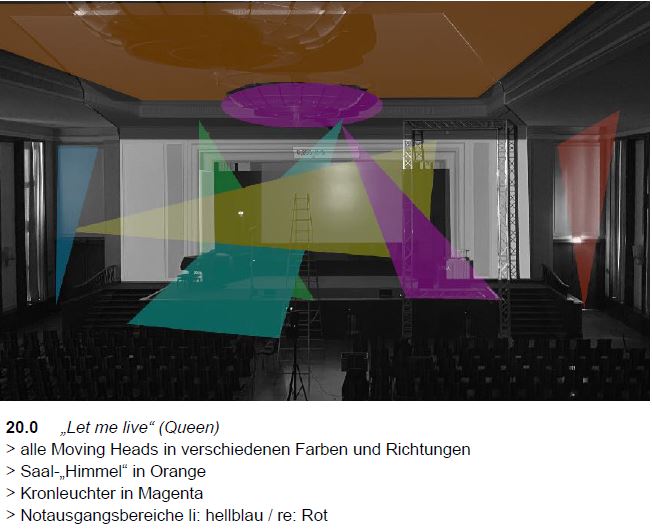 20.0 „Let me live“ (Queen)
> alle Moving Heads in verschiedenen Farben und Richtungen
> Saal-„Himmel“ in Orange
> Kronleuchter in Magenta
> Notausgangsbereiche li: hellblau / re: Rot